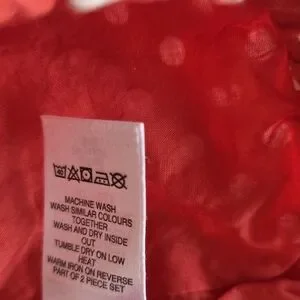 40
MACHINE WASH
WASH SIMILAR COLOURS
TOGETHER
WASH AND DRY INSIDE
OUT
TUMBLE DRY ON LOW
HEAT
WARM IRON ON REVERSE
PART OF 2 PIECE SET